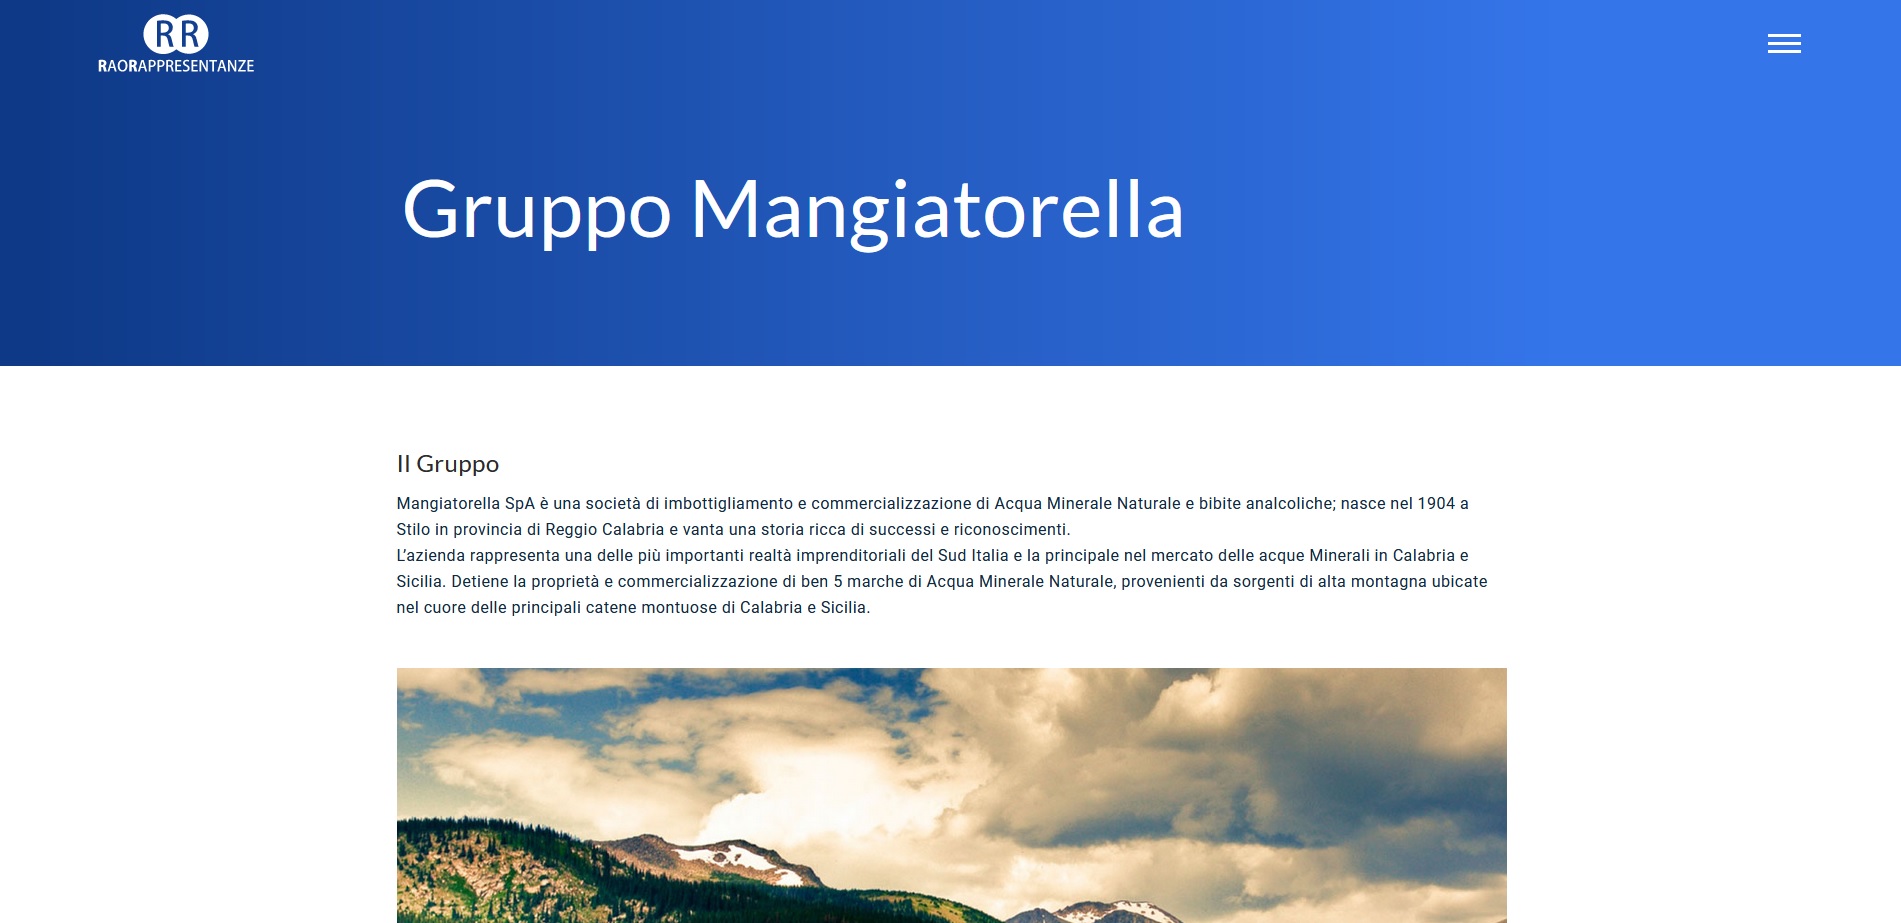 RR
RAORAPPRESENTANZE
Gruppo Mangiatorella
Il Gruppo
Mangiatorella SpA è una società di imbottigliamento e commercializzazione di Acqua Minerale Naturale e bibite analcoliche; nasce nel 1904 a
Stilo in provincia di Reggio Calabria e vanta una storia ricca di successi e riconoscimenti.
L’azienda rappresenta una delle più importanti realtà imprenditoriali del Sud Italia e la principale nel mercato delle acque Minerali in Calabria e
Sicilia. Detiene la proprietà e commercializzazione di ben 5 marche di Acqua Minerale Naturale, provenienti da sorgenti di alta montagna ubicate
nel cuore delle principali catene montuose di Calabria e Sicilia.